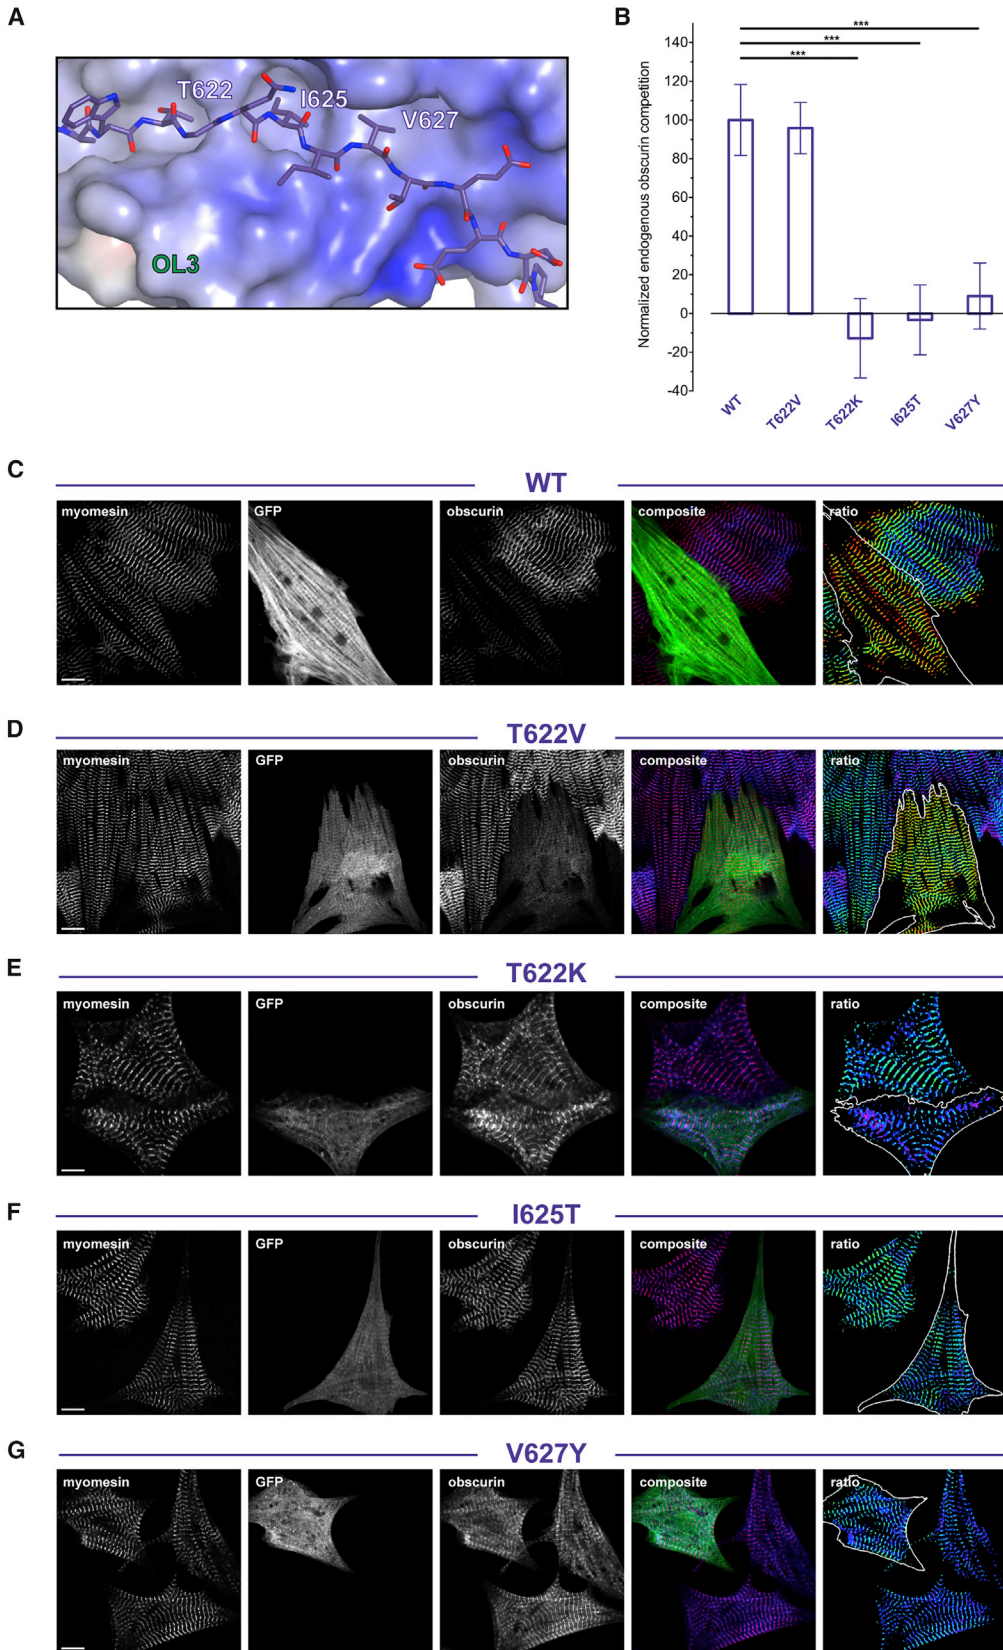 A
T622
I625
V627
OL3
B
***
***
***
Normalized endogenous obscurin competition
140
120
100
80
60
40
20
0
-20
-40
WT
T622V
T622K
I625T
V627Y
C
WT
myomesin
GFP
obscurin
composite
ratio
D
T622V
myomesin
GFP
obscurin
composite
ratio
E
T622K
myomesin
GFP
obscurin
composite
ratio
F
I625T
myomesin
GFP
obscurin
composite
ratio
G
V627Y
myomesin
GFP
obscurin
composite
ratio